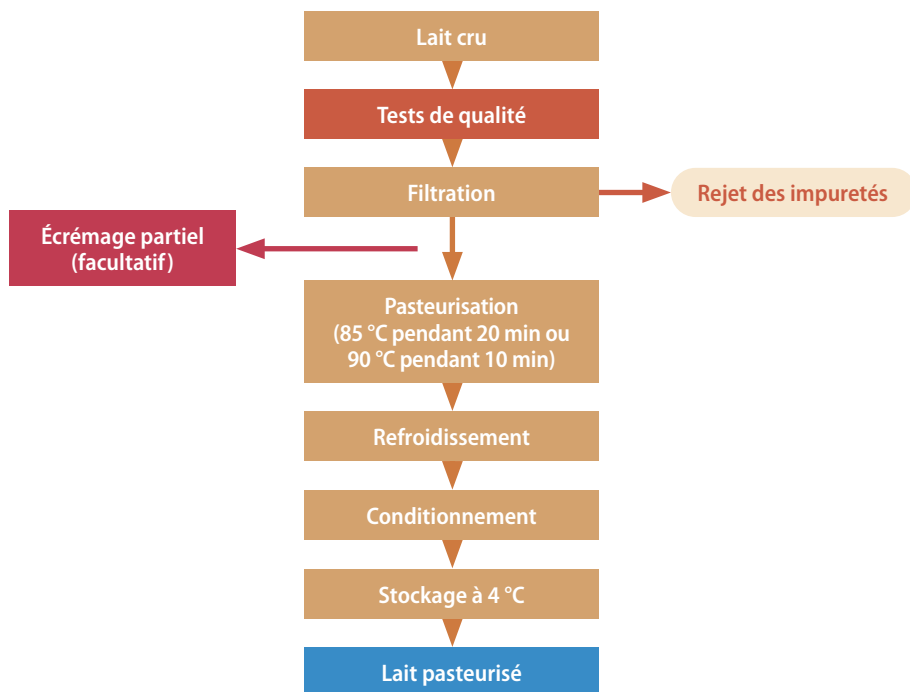 Lait cru
Tests de qualité
Filtration
Rejet des impuretés
Écrémage partiel
(facultatif)
Pasteurisation
(85 °C pendant 20 min ou
90 °C pendant 10 min)
Refroidissement
Conditionnement
Stockage à 4 °C
Lait pasteurisé